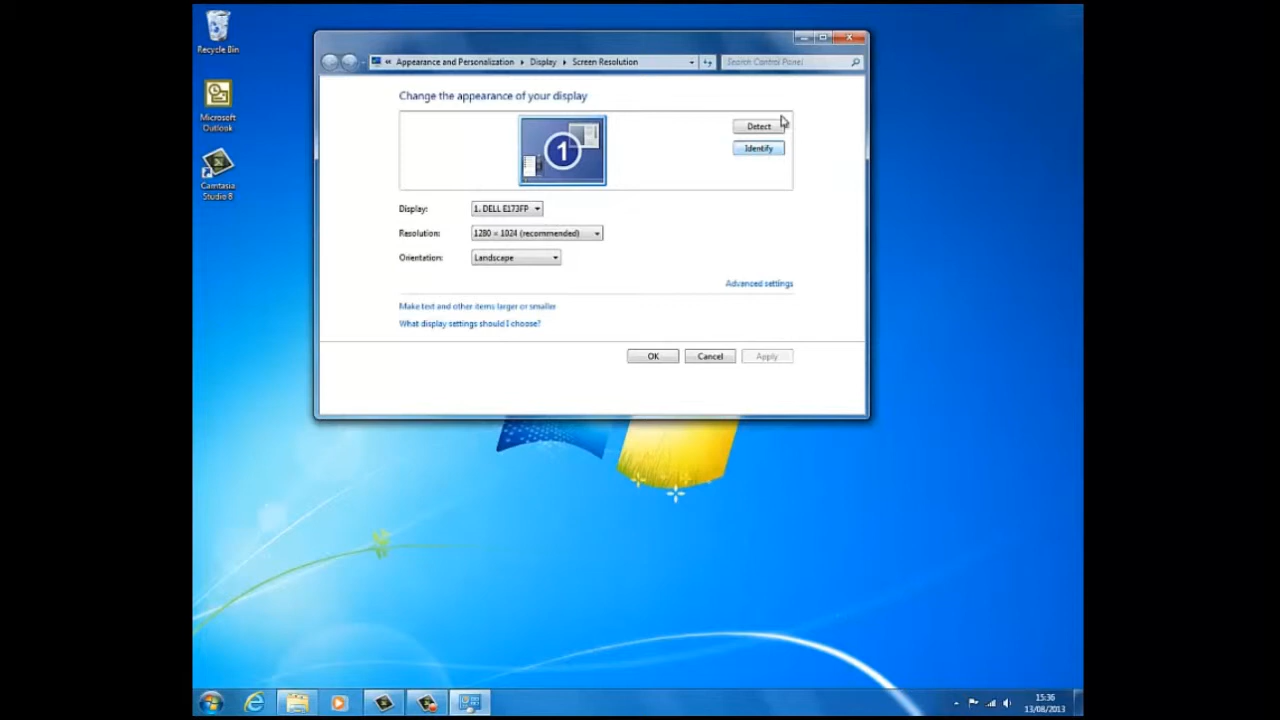 Recycle Bin
Microsoft
Outlook
Camtasia
Studio 8
« Appearance and Personalization ▸ Display ▸ Screen Resolution
Search Control Panel
Change the appearance of your display
1
Detect
Identify
Display:
1. DELL E173FP
Resolution:
1280 × 1024 (recommended)
Orientation:
Landscape
Advanced settings
Make text and other items larger or smaller
What display settings should I choose?
OK
Cancel
Apply
15:36
13/08/2013